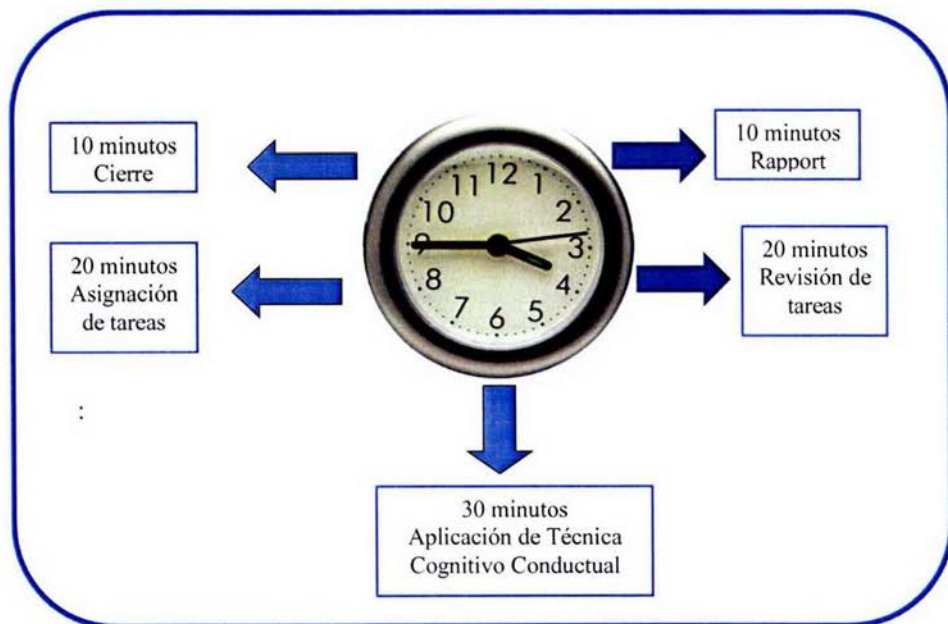 10 minutos
Cierre
10 minutos
Rapport
20 minutos
Asignación
de tareas
20 minutos
Revisión de
tareas
12
1
2
3
4
5
6
7
8
9
10
11
:
30 minutos
Aplicación de Técnica
Cognitivo Conductual